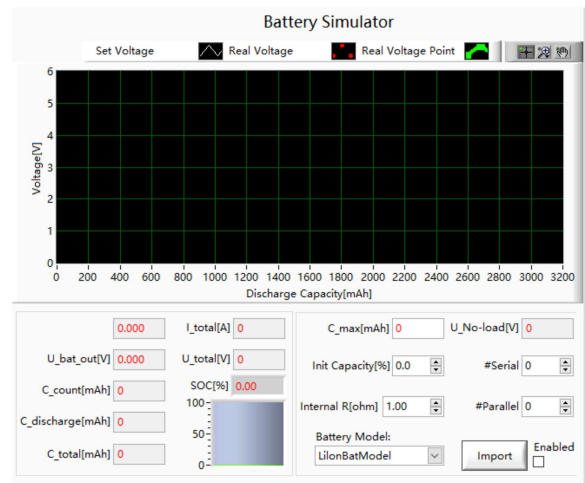 Battery Simulator
Set Voltage Real Voltage Real Voltage Point
6
5
4
3
2
1
0
Voltage[V]
0 200 400 600 800 1000 1200 1400 1600 1800 2000 2200 2400 2600 2800 3000 3200
Discharge Capacity[mAh]
0.000 I_total[A] 0
U_bat_out[V] 0.000 U_total[V] 0
C_count[mAh] 0 SOC[%] 0.00
C_discharge[mAh] 0
C_total[mAh] 0
100-
50-
0-
C_max[mAh] 0 U_No-load[V] 0
Init Capacity[%] 0.0 #Serial 0
Internal R[ohm] 1.00 #Parallel 0
Battery Model:
LiIonBatModel Import Enabled